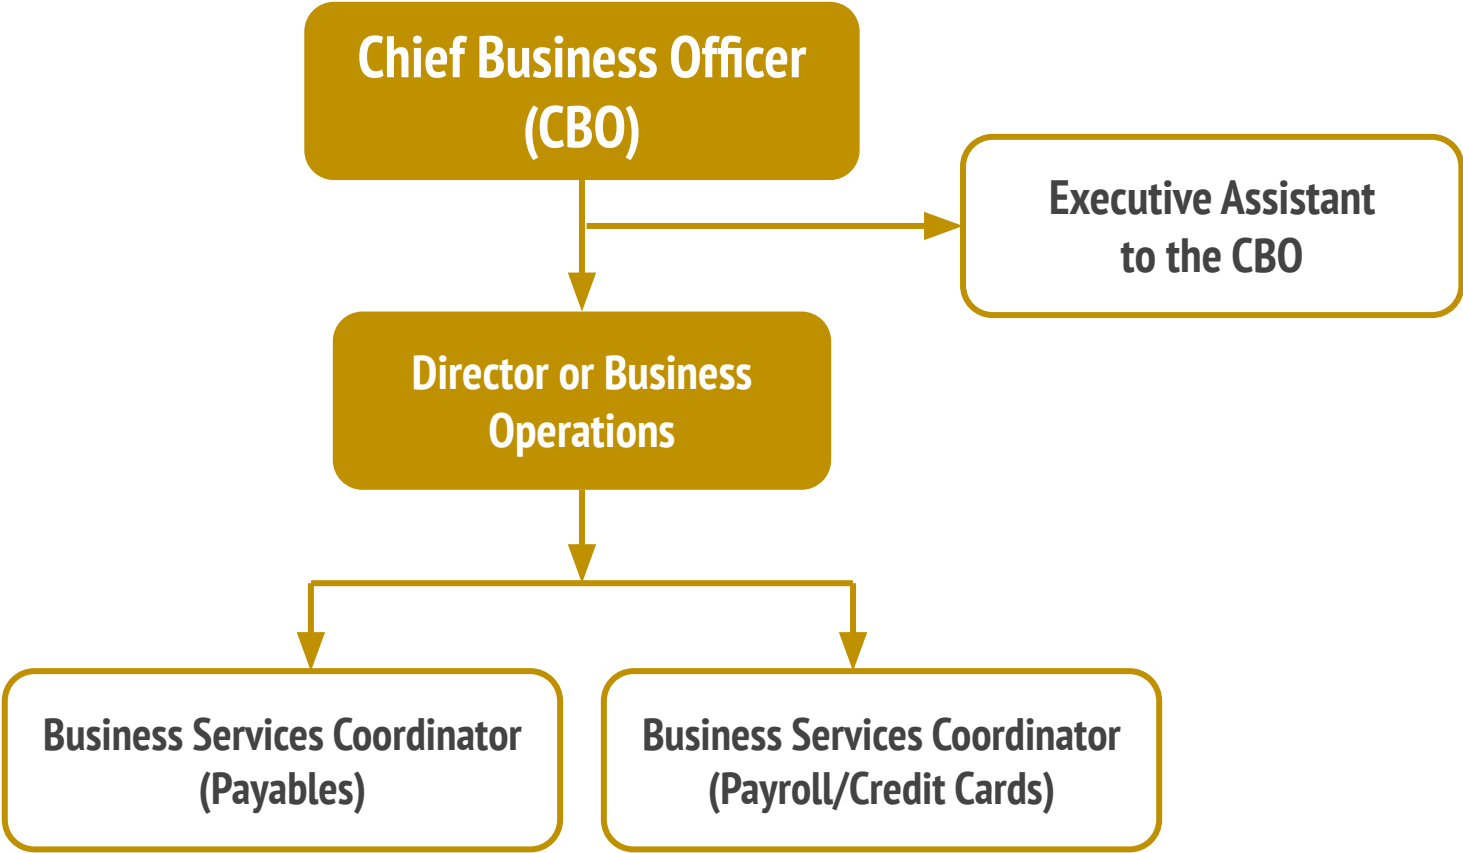 Chief Business Officer
(CBO)
Executive Assistant
to the CBO
Director or Business
Operations
Business Services Coordinator
(Payables)
Business Services Coordinator
(Payroll/Credit Cards)